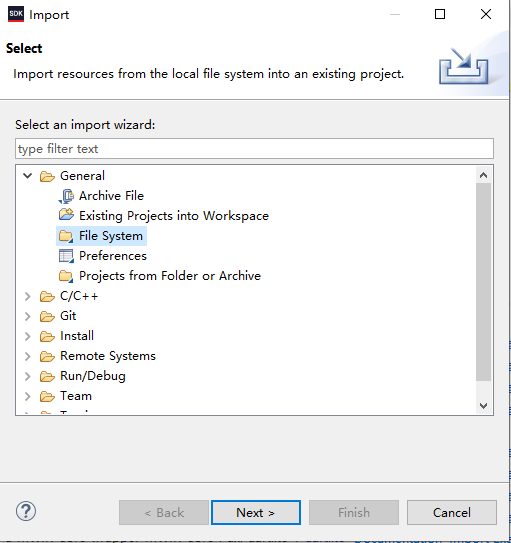 SDK Import
Select
Import resources from the local file system into an existing project.
Select an import wizard:
type filter text
General
Archive File
Existing Projects into Workspace
File System
Preferences
Projects from Folder or Archive
C/C++
Git
Install
Remote Systems
Run/Debug
Team
? < Back Next > Finish Cancel